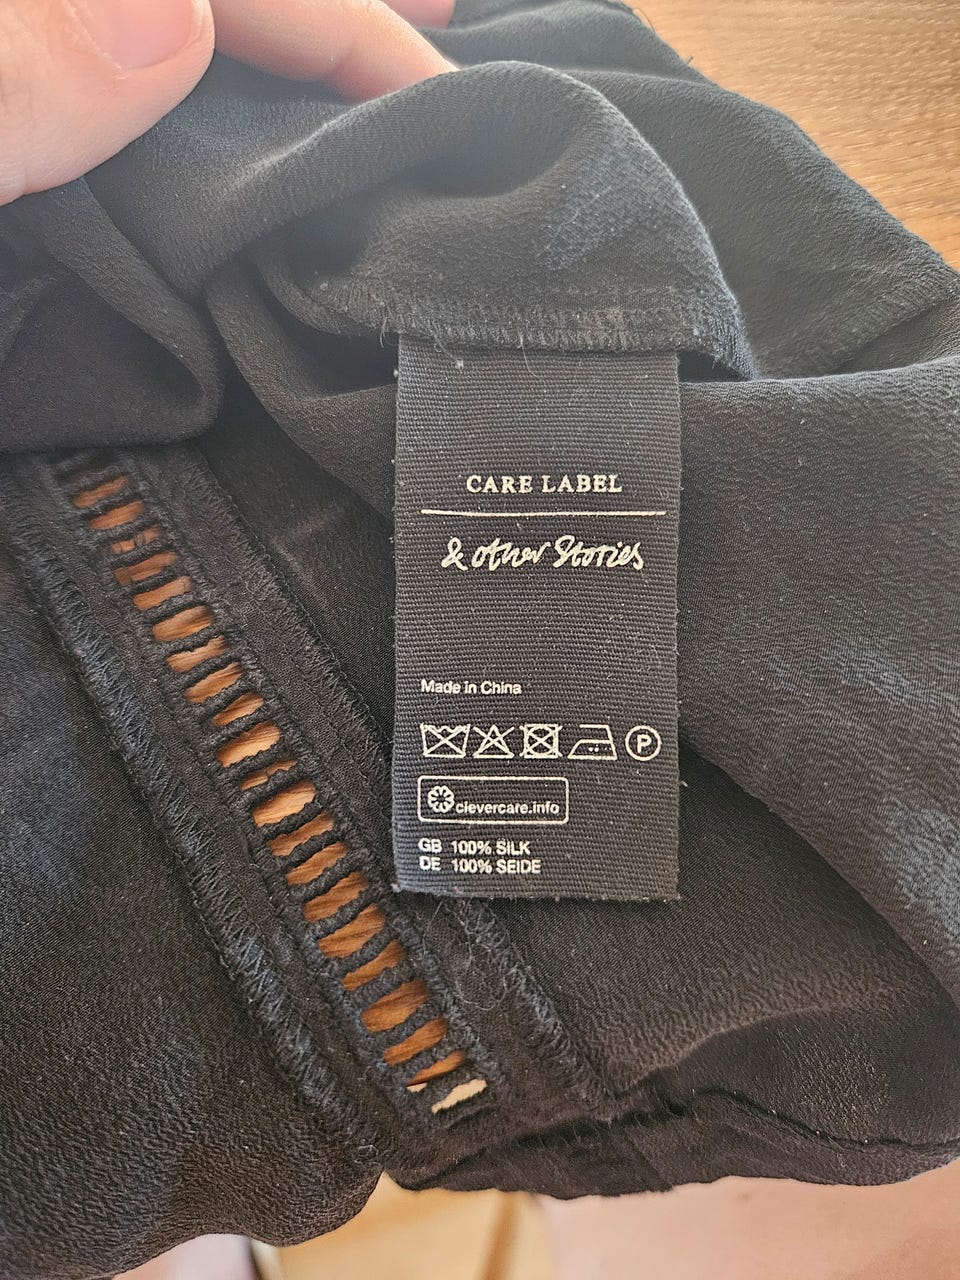 CARE LABEL
& other Stories
Made in China
P
clevercare.info
GB 100% SILK
DE 100% SEIDE